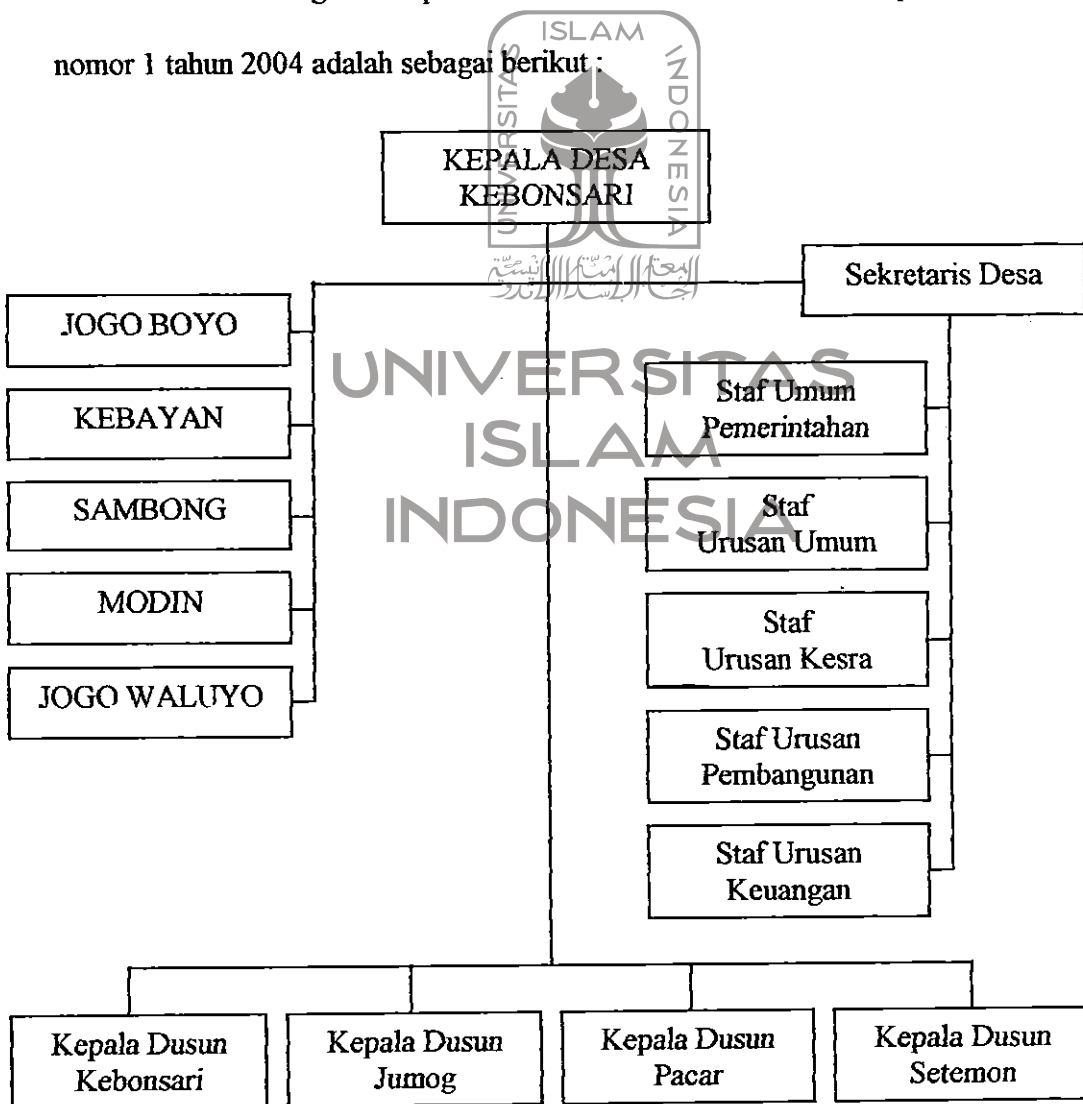 nomor 1 tahun 2004 adalah sebagai berikut :
ISLAM
UNIVERSITAS
INDONESIA
KEPALA DESA
KEBONSARI
Sekretaris Desa
JOGO BOYO
KEBAYAN
SAMBONG
MODIN
JOGO WALUYO
UNIVERSITAS
ISLAM
INDONESIA
Staf Umum
Pemerintahan
Staf
Urusan Umum
Staf
Urusan Kesra
Staf Urusan
Pembangunan
Staf Urusan
Keuangan
Kepala Dusun
Kebonsari
Kepala Dusun
Jumog
Kepala Dusun
Pacar
Kepala Dusun
Setemon